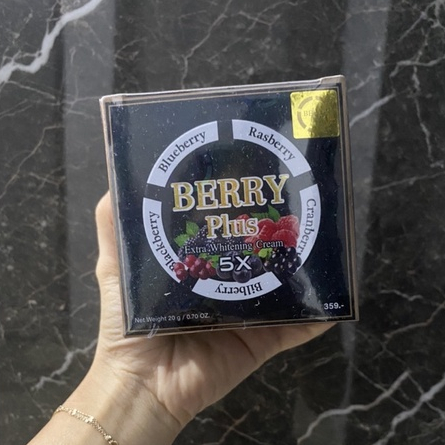 Blueberry
Rasberry
Blackberry
Cranberry
BERRY
Plus
Extra Whitening Cream
5X
Bilberry
Net Weight 20 g / 0.70 OZ.
359.-